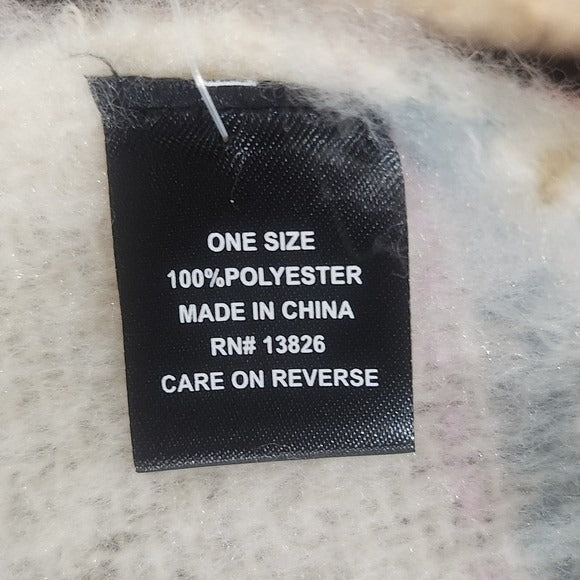 ONE SIZE
100%POLYESTER
MADE IN CHINA
RN# 13826
CARE ON REVERSE